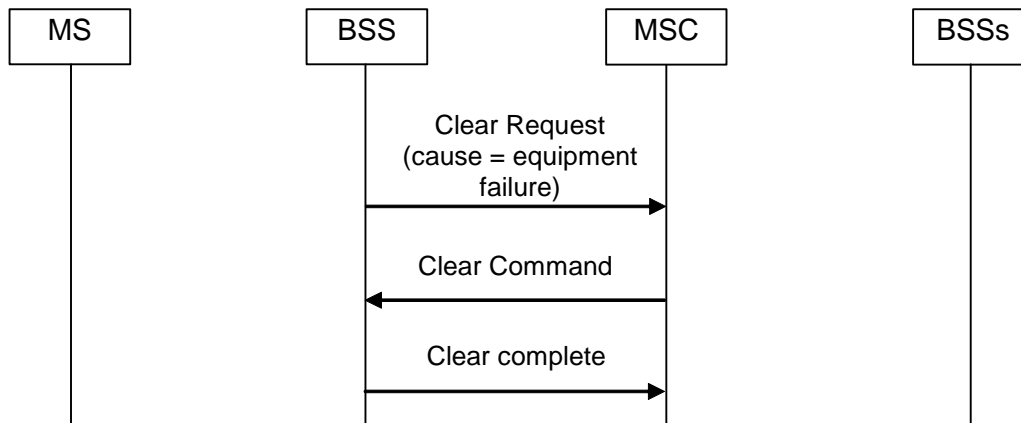 MS
BSS
MSC
BSSs
Clear Request
(cause = equipment
failure)
Clear Command
Clear complete